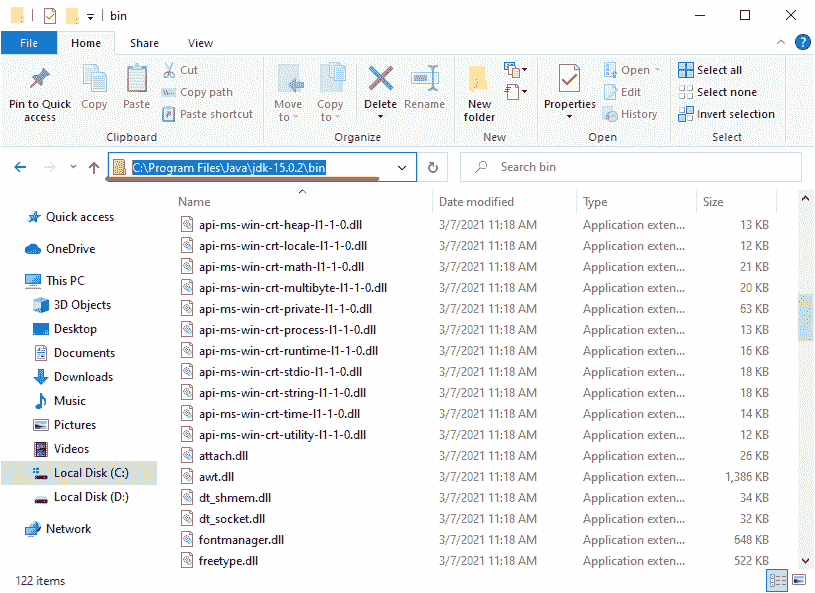 bin
File Home Share View
Pin to Quick access
Copy
Paste
Cut
Copy path
Paste shortcut
Clipboard
Move to
Copy to
Delete
Rename
Organize
New folder
New
Properties
Open
Edit
History
Open
Select all
Select none
Invert selection
Select
C:\Program Files\Java\jdk-15.0.2\bin
Search bin
Quick access
OneDrive
This PC
3D Objects
Desktop
Documents
Downloads
Music
Pictures
Videos
Local Disk (C:)
Local Disk (D:)
Network
Name Date modified Type Size
api-ms-win-crt-heap-l1-1-0.dll 3/7/2021 11:18 AM Application exten... 13 KB
api-ms-win-crt-locale-l1-1-0.dll 3/7/2021 11:18 AM Application exten... 12 KB
api-ms-win-crt-math-l1-1-0.dll 3/7/2021 11:18 AM Application exten... 21 KB
api-ms-win-crt-multibyte-l1-1-0.dll 3/7/2021 11:18 AM Application exten... 20 KB
api-ms-win-crt-private-l1-1-0.dll 3/7/2021 11:18 AM Application exten... 63 KB
api-ms-win-crt-process-l1-1-0.dll 3/7/2021 11:18 AM Application exten... 13 KB
api-ms-win-crt-runtime-l1-1-0.dll 3/7/2021 11:18 AM Application exten... 16 KB
api-ms-win-crt-stdio-l1-1-0.dll 3/7/2021 11:18 AM Application exten... 18 KB
api-ms-win-crt-string-l1-1-0.dll 3/7/2021 11:18 AM Application exten... 18 KB
api-ms-win-crt-time-l1-1-0.dll 3/7/2021 11:18 AM Application exten... 14 KB
api-ms-win-crt-utility-l1-1-0.dll 3/7/2021 11:18 AM Application exten... 12 KB
attach.dll 3/7/2021 11:18 AM Application exten... 26 KB
awt.dll 3/7/2021 11:18 AM Application exten... 1,386 KB
dt_shmem.dll 3/7/2021 11:18 AM Application exten... 34 KB
dt_socket.dll 3/7/2021 11:18 AM Application exten... 32 KB
fontmanager.dll 3/7/2021 11:18 AM Application exten... 648 KB
freetype.dll 3/7/2021 11:18 AM Application exten... 522 KB
122 items